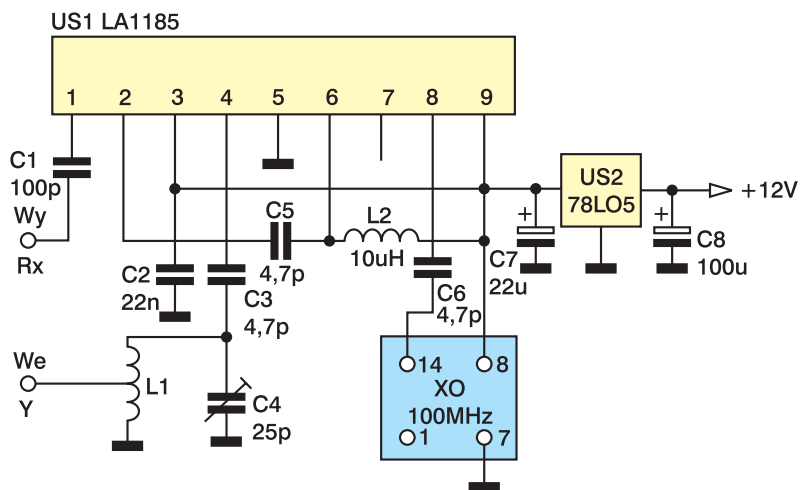 US1 LA1185
1 2 3 4 5 6 7 8 9
C1
100p
Wy
Rx
C2
22n
C3
4,7p
C5
4,7p
L2
10uH
C6
4,7p
+
C7
22u
US2
78LO5
+12V
+
C8
100u
We
Y
L1
C4
25p
14 8
XO
100MHz
1 7